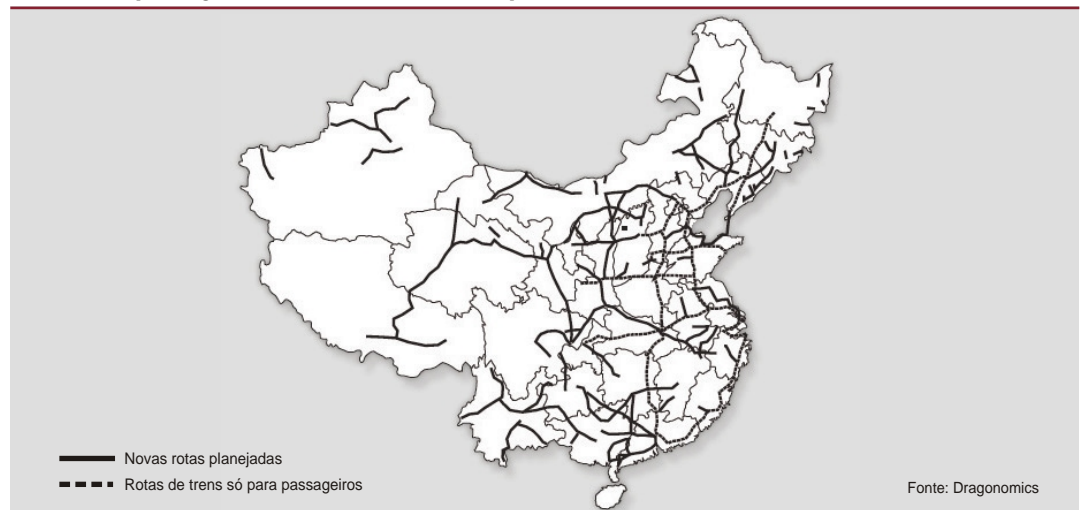 Novas rotas planejadas
Rotas de trens só para passageiros
Fonte: Dragonomics